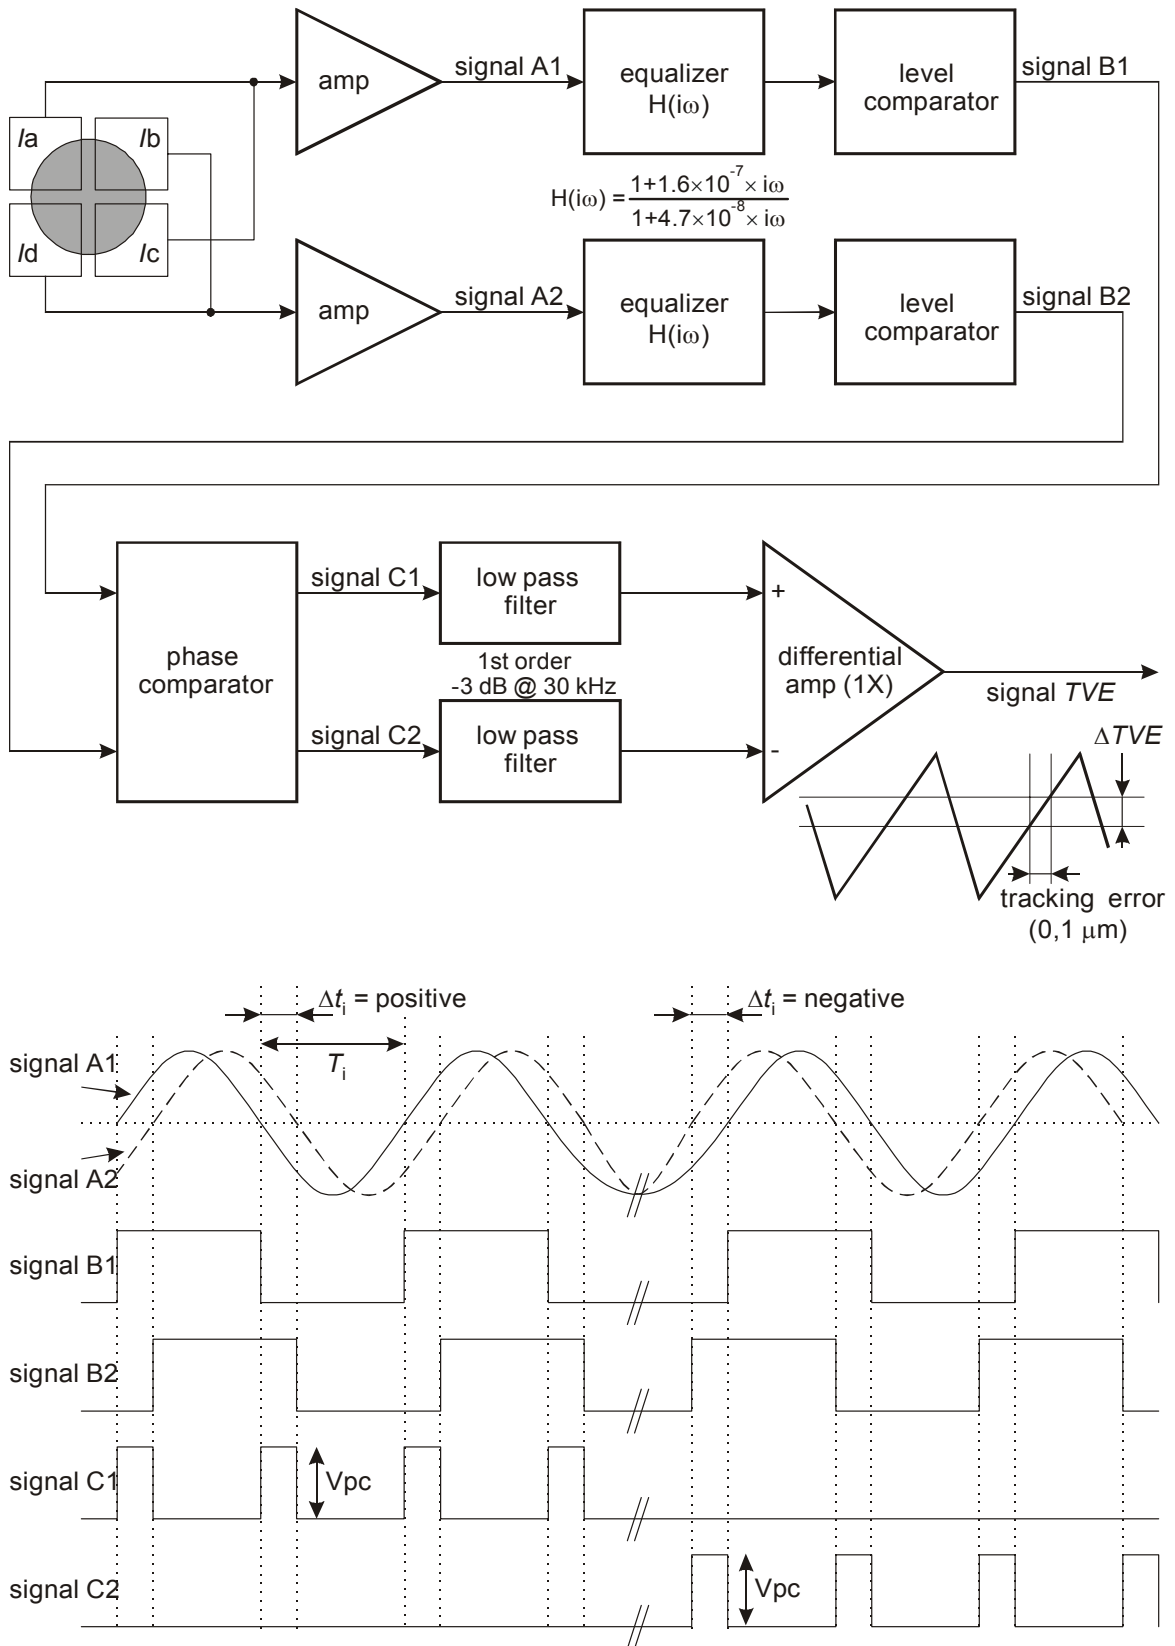 amp
signal A1
equalizer
H(iω)
level
comparator
signal B1
Ia
Ib
Id
Ic
H(iω) = 1+1.6×10⁻⁷× iω / 1+4.7×10⁻⁸× iω
amp
signal A2
equalizer
H(iω)
level
comparator
signal B2
phase
comparator
signal C1
low pass
filter
1st order
-3 dB @ 30 kHz
signal C2
low pass
filter
+
differential
amp (1X)
-
signal TVE
ΔTVE
tracking error
(0,1 μm)
Δtᵢ = positive
Δtᵢ = negative
Tᵢ
signal A1
signal A2
signal B1
signal B2
signal C1
Vpc
signal C2
Vpc